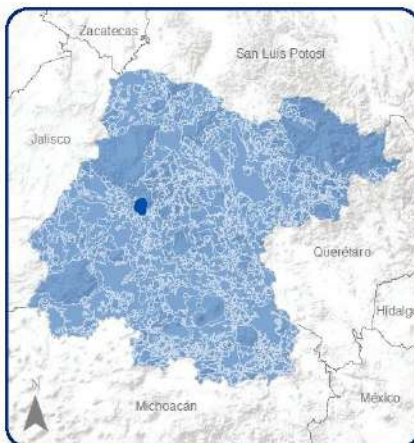 Zacatecas
San Luis Potosí
Jalisco
Querétaro
Hidalg
N
Michoacán
México